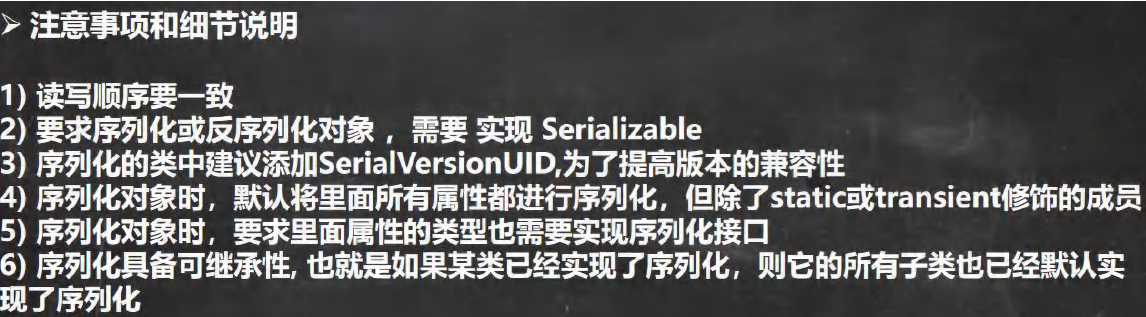 ➢ 注意事项和细节说明
1) 读写顺序要一致
2) 要求序列化或反序列化对象 ，需要 实现 Serializable
3) 序列化的类中建议添加SerialVersionUID,为了提高版本的兼容性
4) 序列化对象时，默认将里面所有属性都进行序列化，但除了static或transient修饰的成员
5) 序列化对象时，要求里面属性的类型也需要实现序列化接口
6) 序列化具备可继承性, 也就是如果某类已经实现了序列化，则它的所有子类也已经默认实
现了序列化